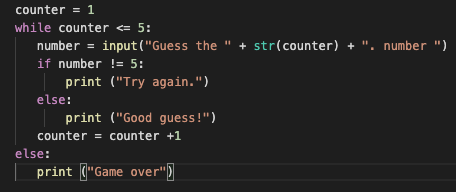 counter = 1
while counter <= 5:
    number = input("Guess the " + str(counter) + ". number ")
    if number != 5:
        print ("Try again.")
    else:
        print ("Good guess!")
    counter = counter +1
else:
    print ("Game over")